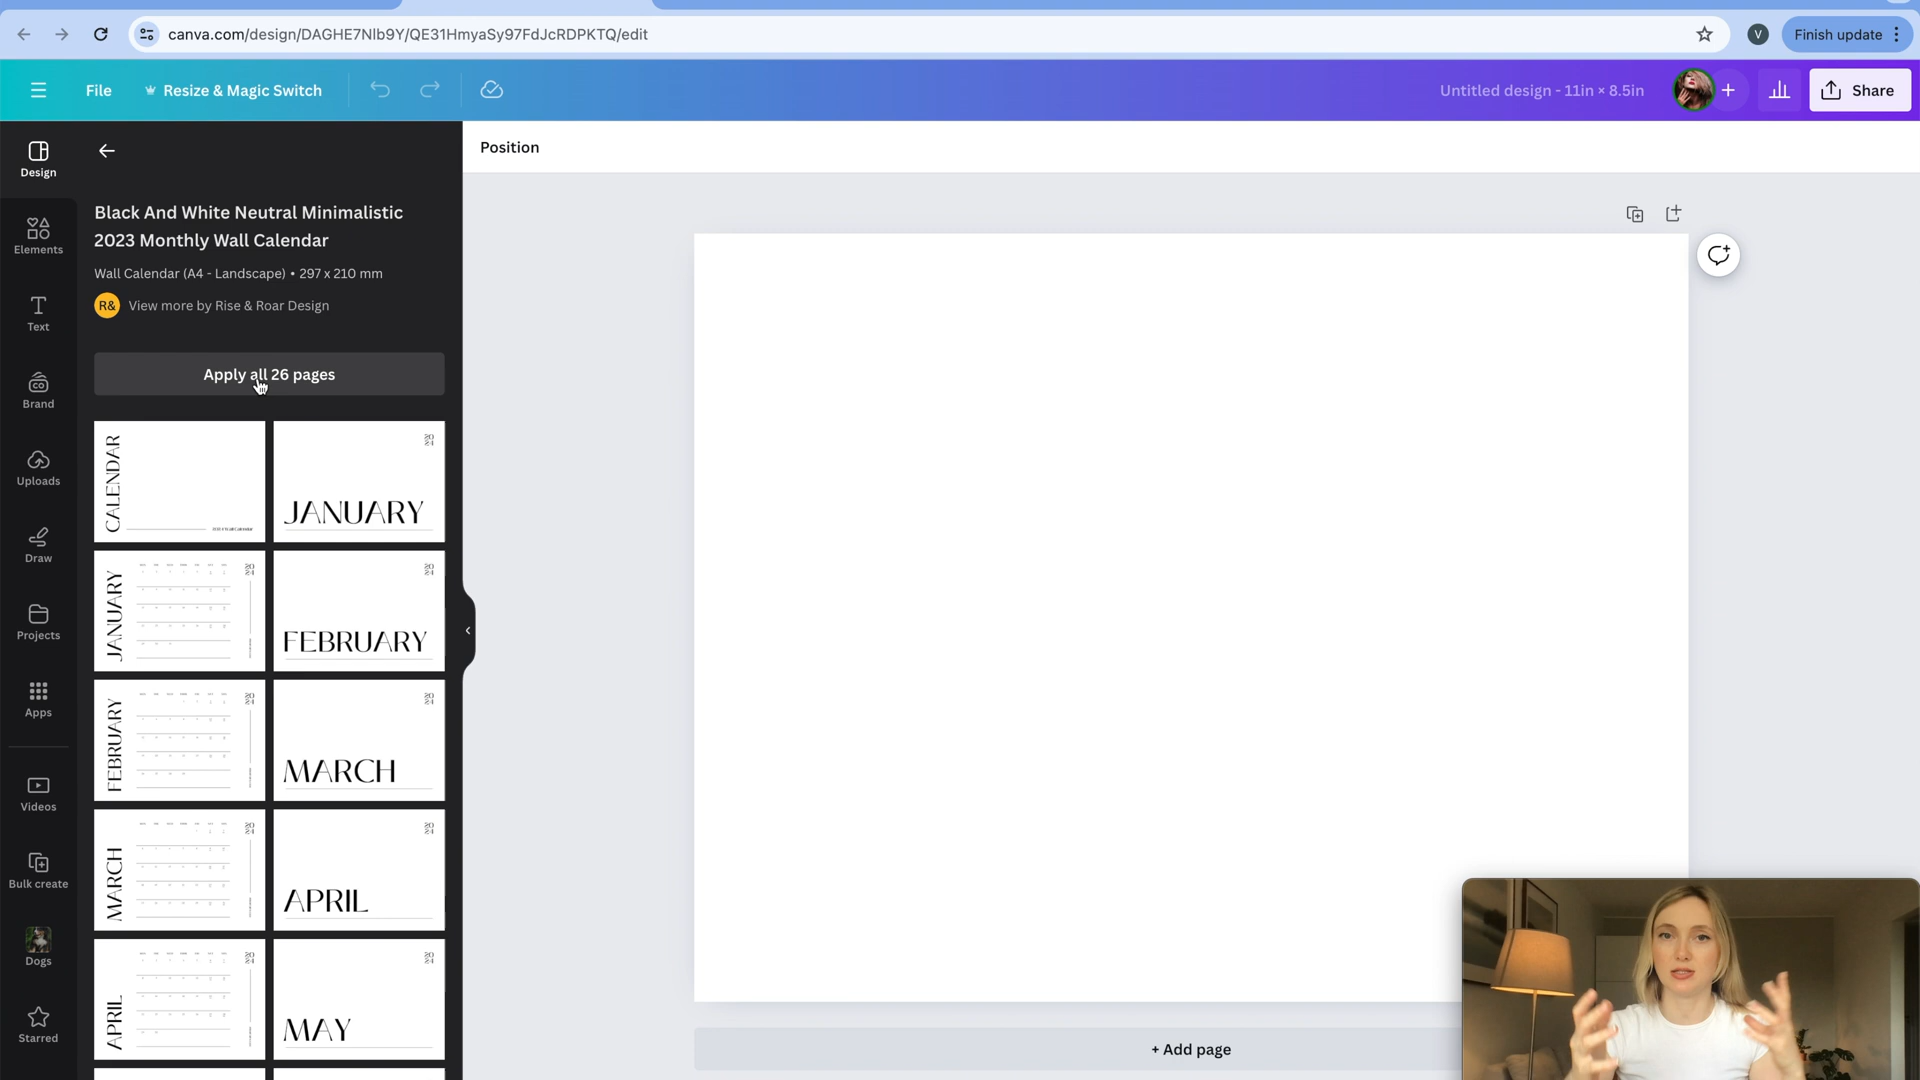 canva.com/design/DAGHE7Nlb9Y/QE31HmyaSy97FdJcRDPKTQ/edit
V
Finish update
File
Resize & Magic Switch
Untitled design - 11in × 8.5in
Share
Design
Elements
Text
Brand
Uploads
Draw
Projects
Apps
Videos
Bulk create
Dogs
Starred
Black And White Neutral Minimalistic
2023 Monthly Wall Calendar
Wall Calendar (A4 - Landscape) • 297 x 210 mm
R&
View more by Rise & Roar Design
Apply all 26 pages
CALENDAR
JANUARY
JANUARY
FEBRUARY
FEBRUARY
MARCH
MARCH
APRIL
APRIL
MAY
Position
+ Add page